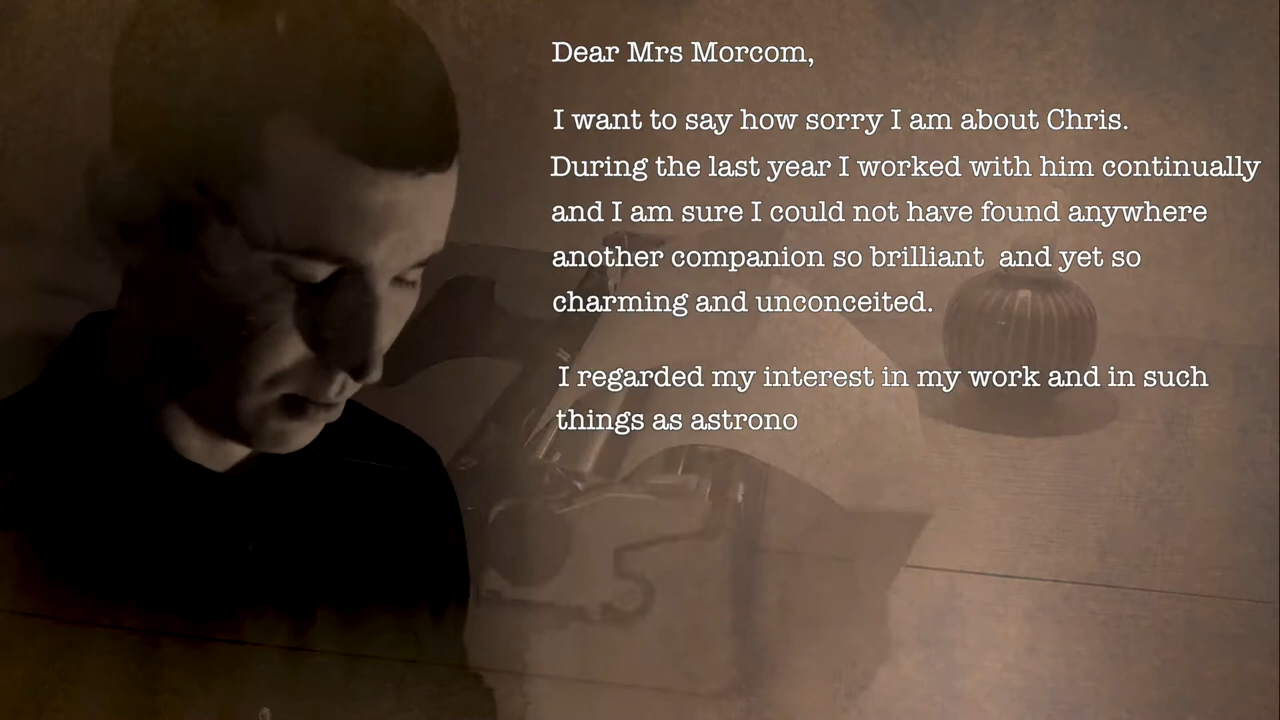 Dear Mrs Morcom,
I want to say how sorry I am about Chris.
During the last year I worked with him continually
and I am sure I could not have found anywhere
another companion so brilliant  and yet so
charming and unconceited.
I regarded my interest in my work and in such
things as astrono